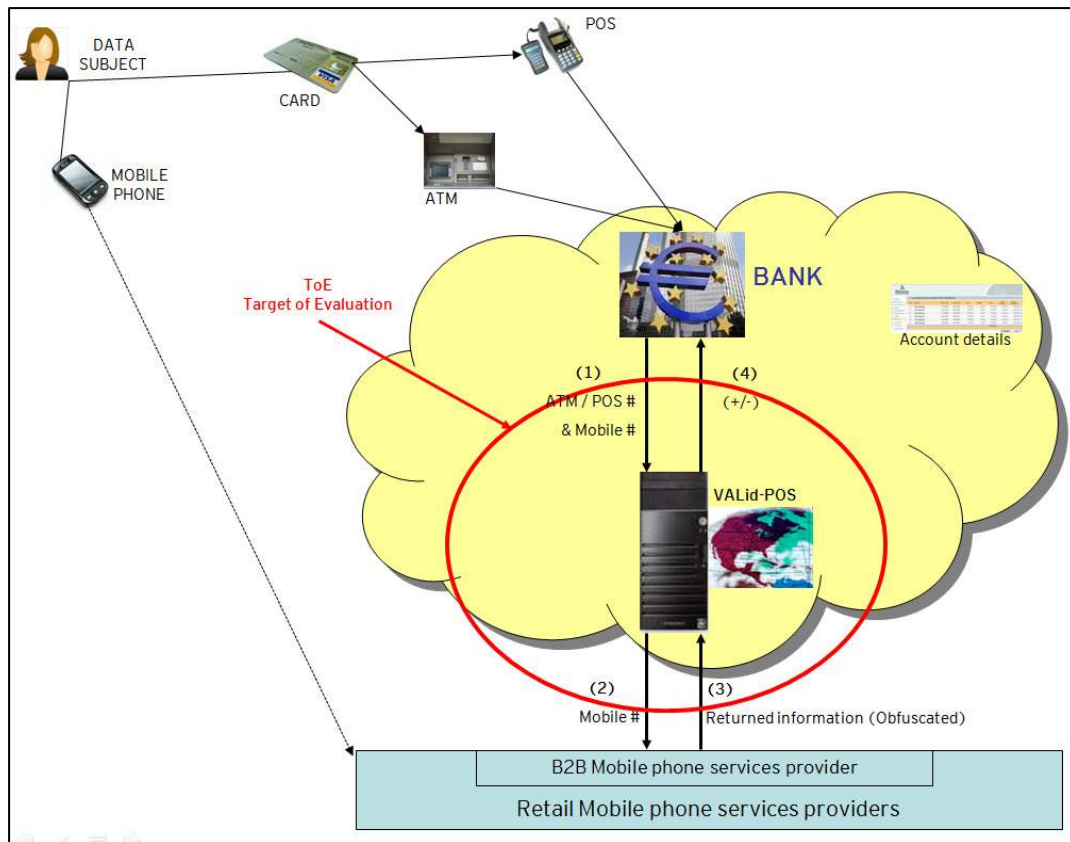 DATA
SUBJECT
CARD
POS
MOBILE
PHONE
ATM
BANK
ToE
Target of Evaluation
Account details
(1)
(4)
ATM / POS #
& Mobile #
(+/-)
VALid-POS
(2)
(3)
Mobile #
Returned information (Obfuscated)
B2B Mobile phone services provider
Retail Mobile phone services providers